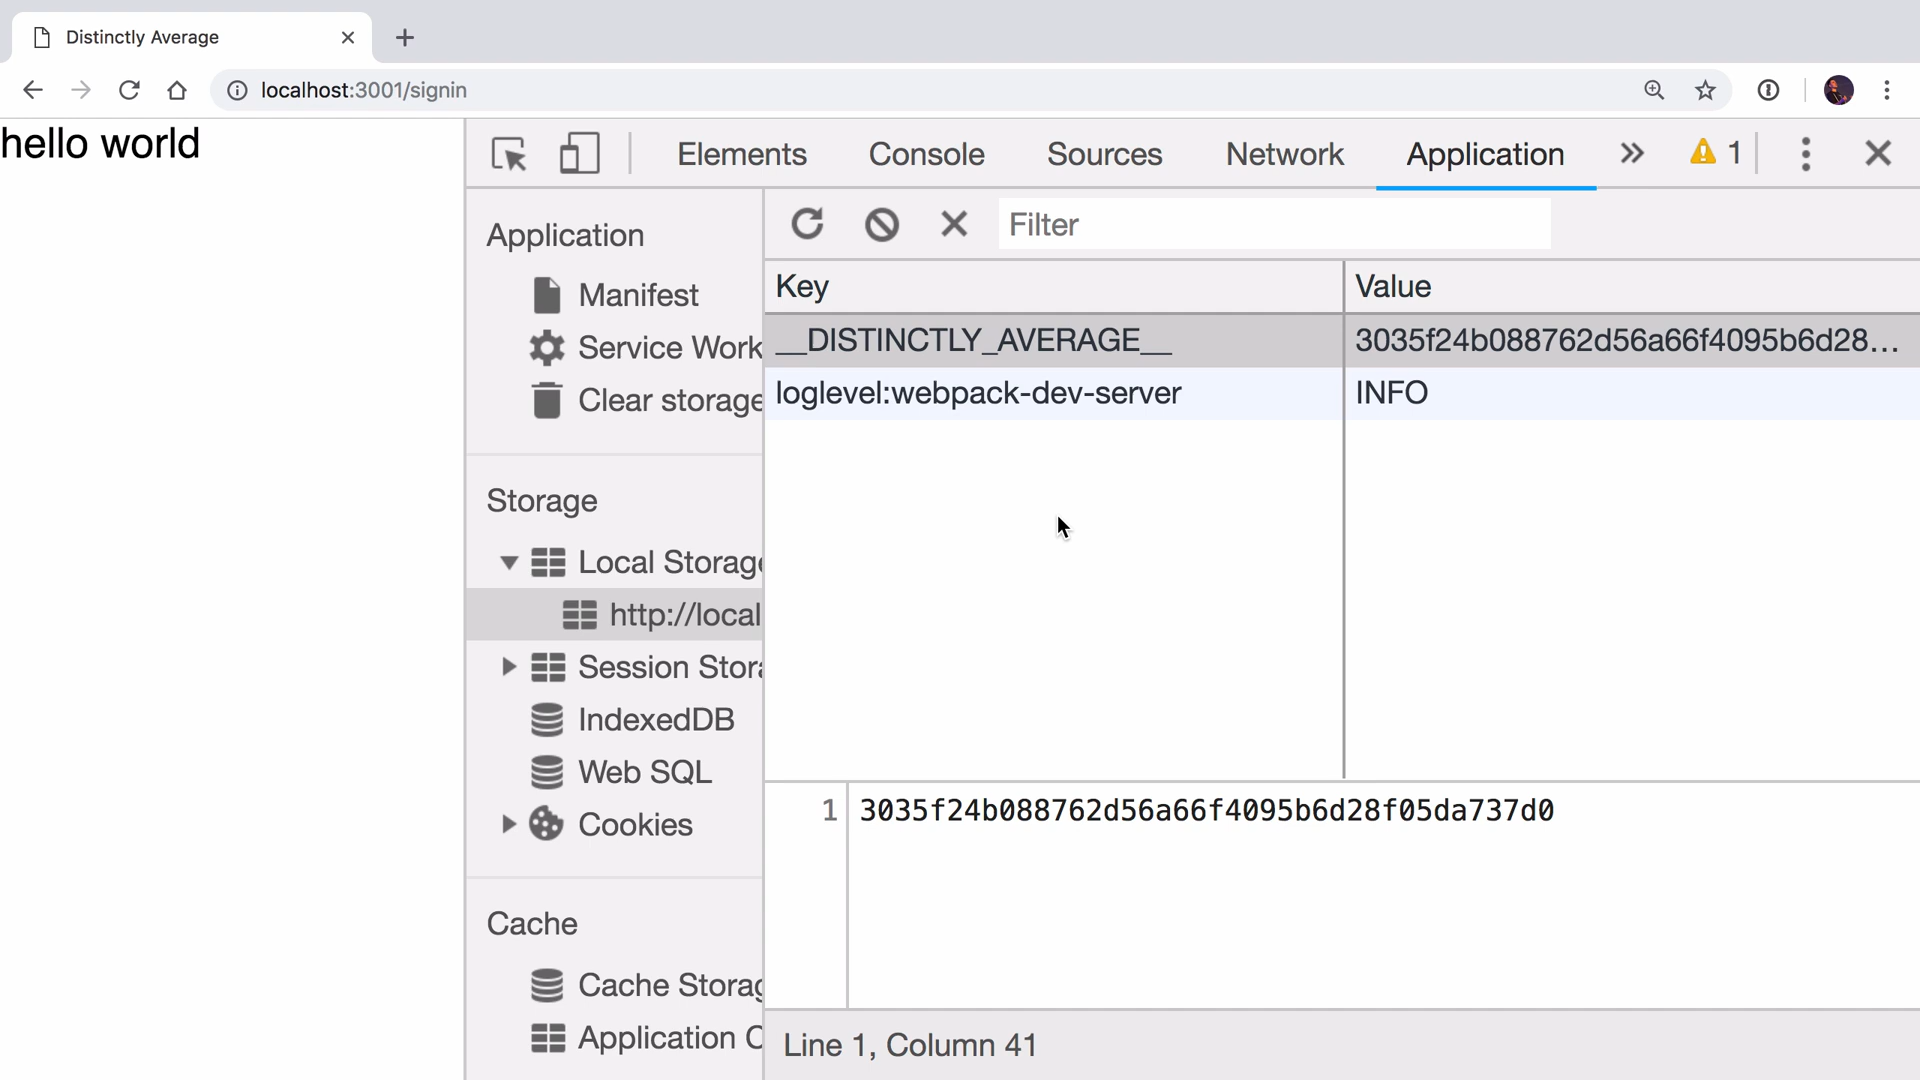 Distinctly Average
localhost:3001/signin
hello world
Elements Console Sources Network Application 1
Application
Manifest
Service Work
Clear storage
Storage
Local Storage
http://local
Session Stora
IndexedDB
Web SQL
Cookies
Cache
Cache Storag
Application C
Filter
Key Value
__DISTINCTLY_AVERAGE__ 3035f24b088762d56a66f4095b6d28...
loglevel:webpack-dev-server INFO
1 3035f24b088762d56a66f4095b6d28f05da737d0
Line 1, Column 41